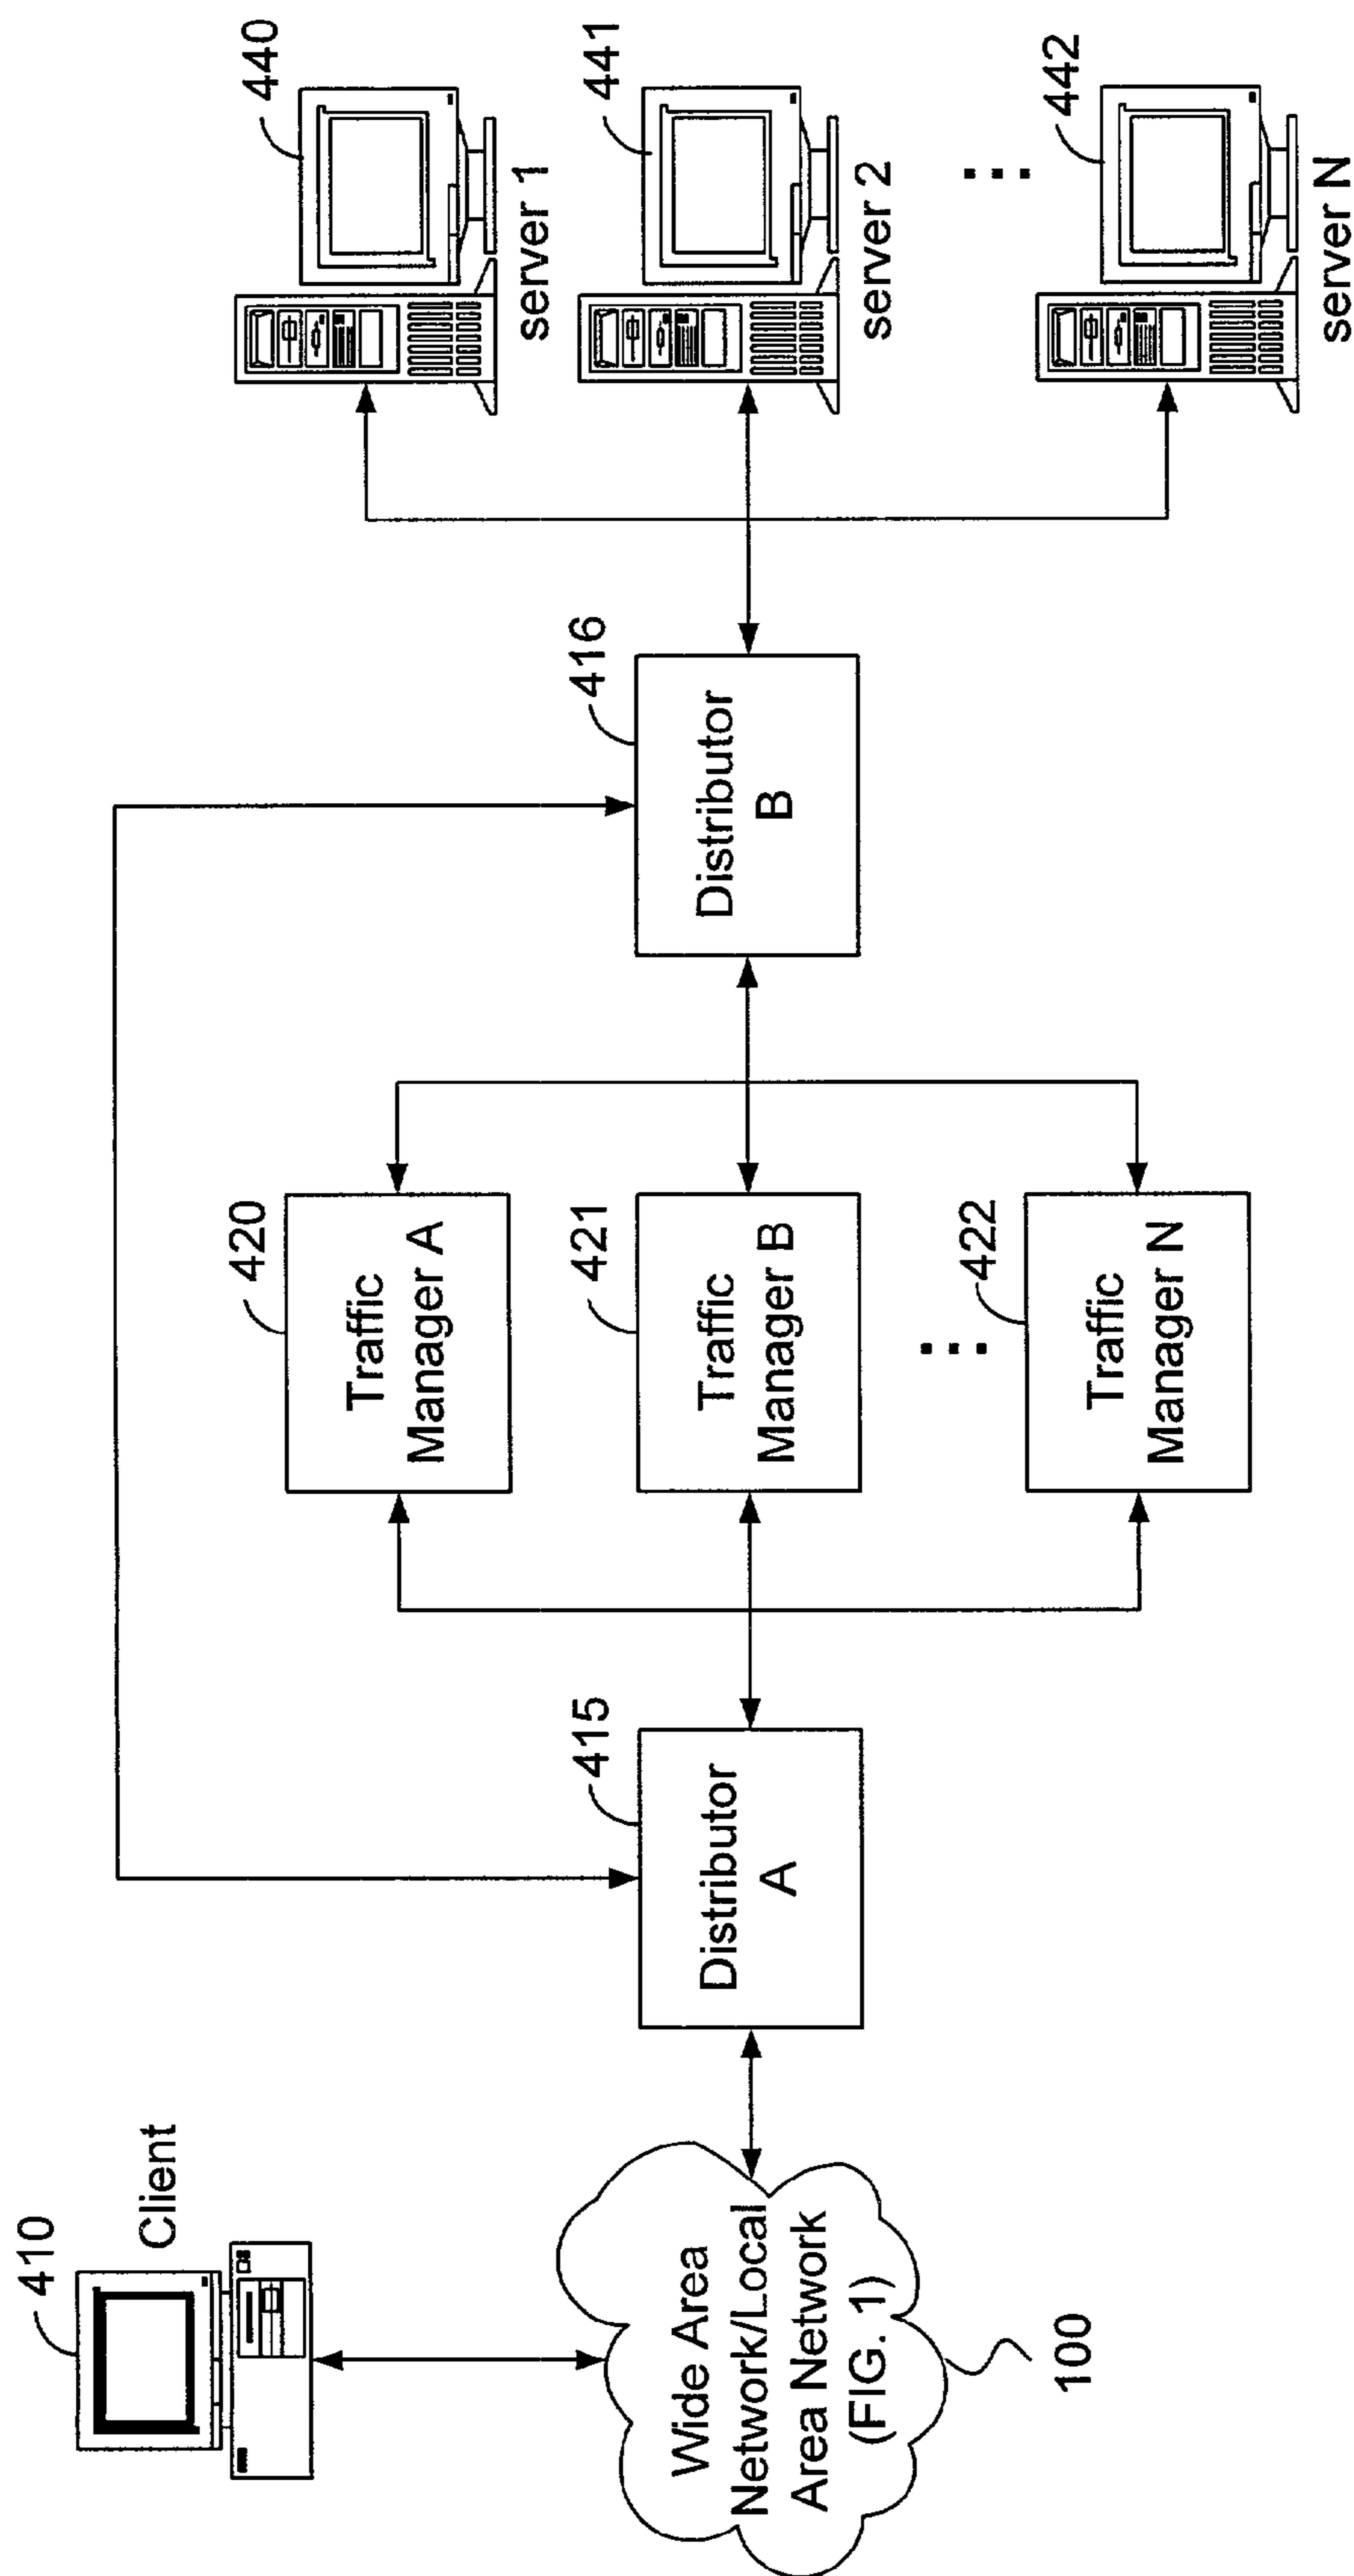 410
Client
Wide Area
Network/Local
Area Network
(FIG. 1)
100
415
Distributor
A
420
Traffic
Manager A
421
Traffic
Manager B
422
Traffic
Manager N
416
Distributor
B
440
server 1
441
server 2
442
server N